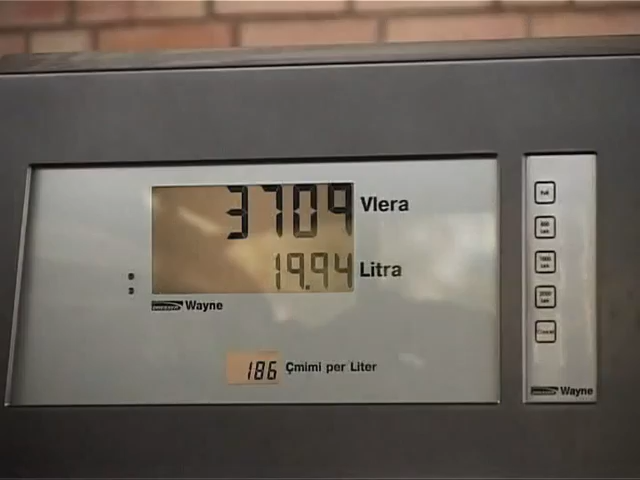 3709 Vlera
19.94 Litra
Wayne
186 Çmimi per Liter
Wayne